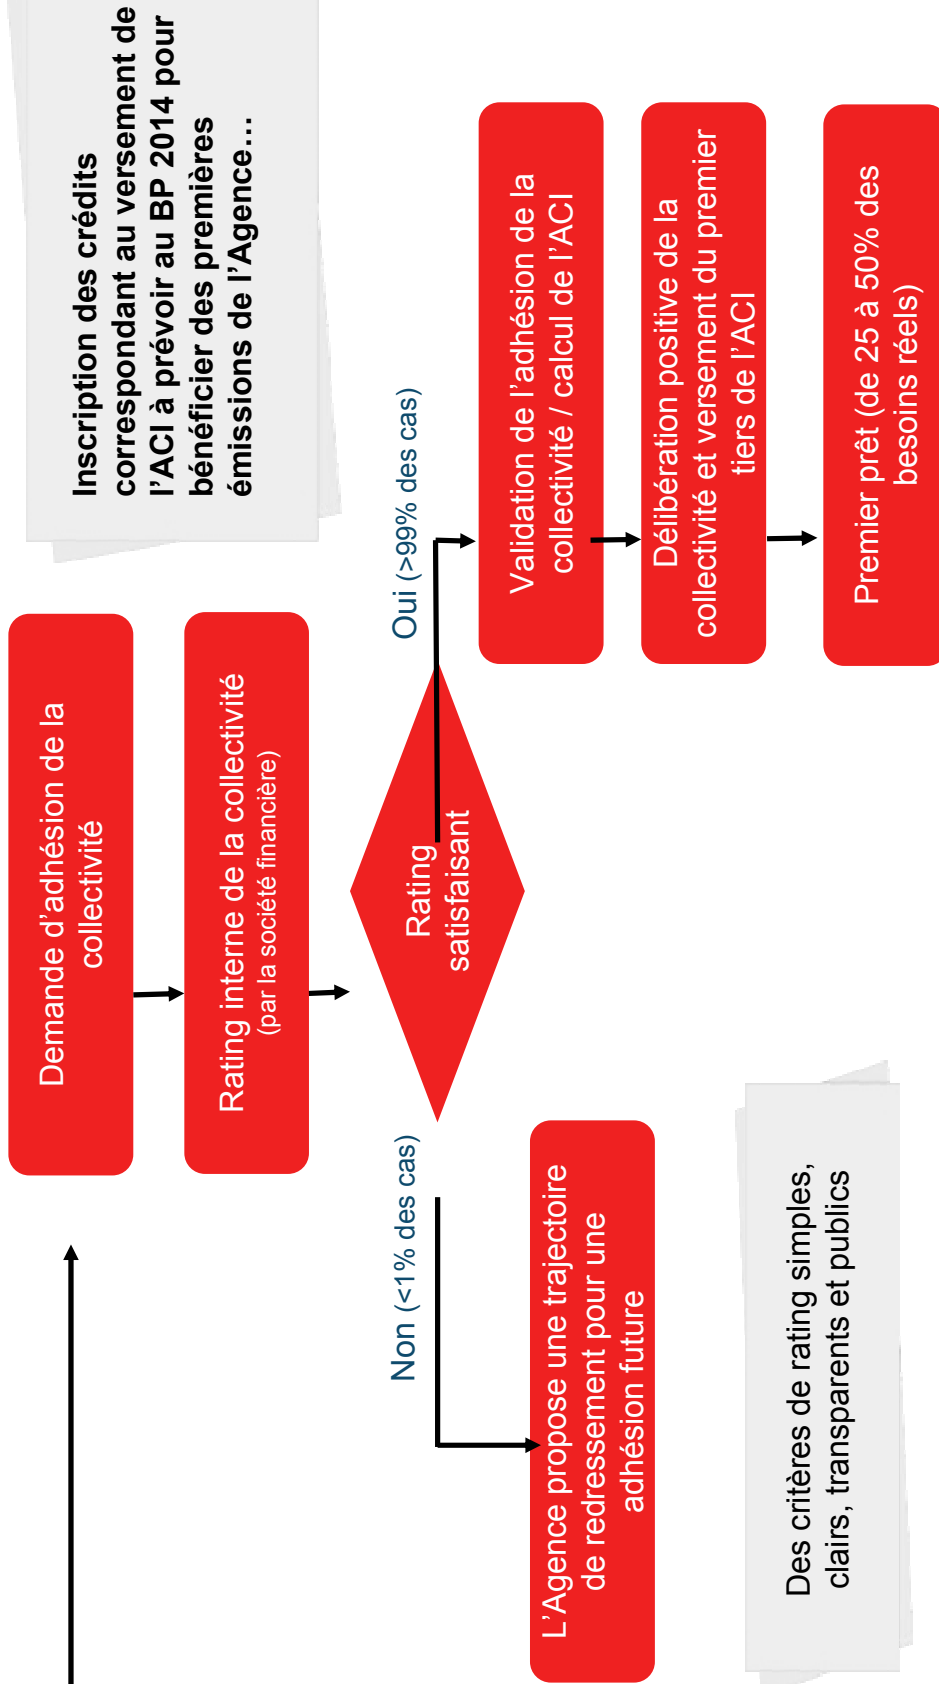 Demande d’adhésion de la
collectivité
Inscription des crédits
correspondant au versement de
l’ACI à prévoir au BP 2014 pour
bénéficier des premières
émissions de l’Agence…
Rating interne de la collectivité
(par la société financière)
Rating
satisfaisant
Non (<1% des cas)
Oui (>99% des cas)
L’Agence propose une trajectoire
de redressement pour une
adhésion future
Validation de l’adhésion de la
collectivité / calcul de l’ACI
Délibération positive de la
collectivité et versement du premier
tiers de l’ACI
Premier prêt (de 25 à 50% des
besoins réels)
Des critères de rating simples,
clairs, transparents et publics